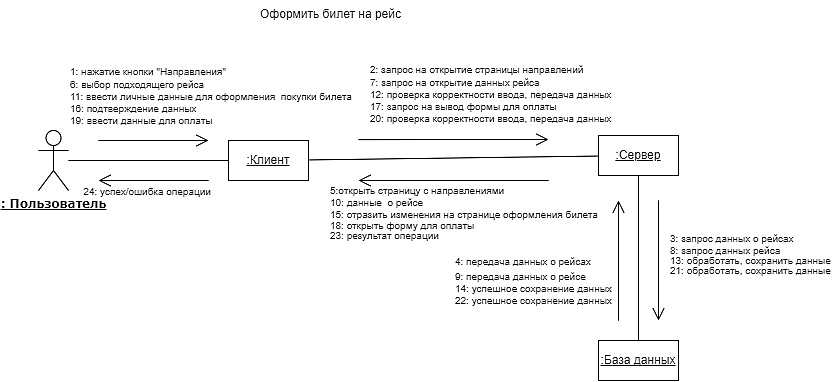 Оформить билет на рейс
1: нажатие кнопки "Направления"
6: выбор подходящего рейса
11: ввести личные данные для оформления покупки билета
16: подтверждение данных
19: ввести данные для оплаты
2: запрос на открытие страницы направлений
7: запрос на открытие данных рейса
12: проверка корректности ввода, передача данных
17: запрос на вывод формы для оплаты
20: проверка корректности ввода, передача данных
:Клиент
:Сервер
24: успех/ошибка операции
: Пользователь
5:открыть страницу с направлениями
10: данные о рейсе
15: отразить изменения на странице оформления билета
18: открыть форму для оплаты
23: результат операции
4: передача данных о рейсах
9: передача данных о рейсе
14: успешное сохранение данных
22: успешное сохранение данных
3: запрос данных о рейсах
8: запрос данных рейса
13: обработать, сохранить данные
21: обработать, сохранить данные
:База данных